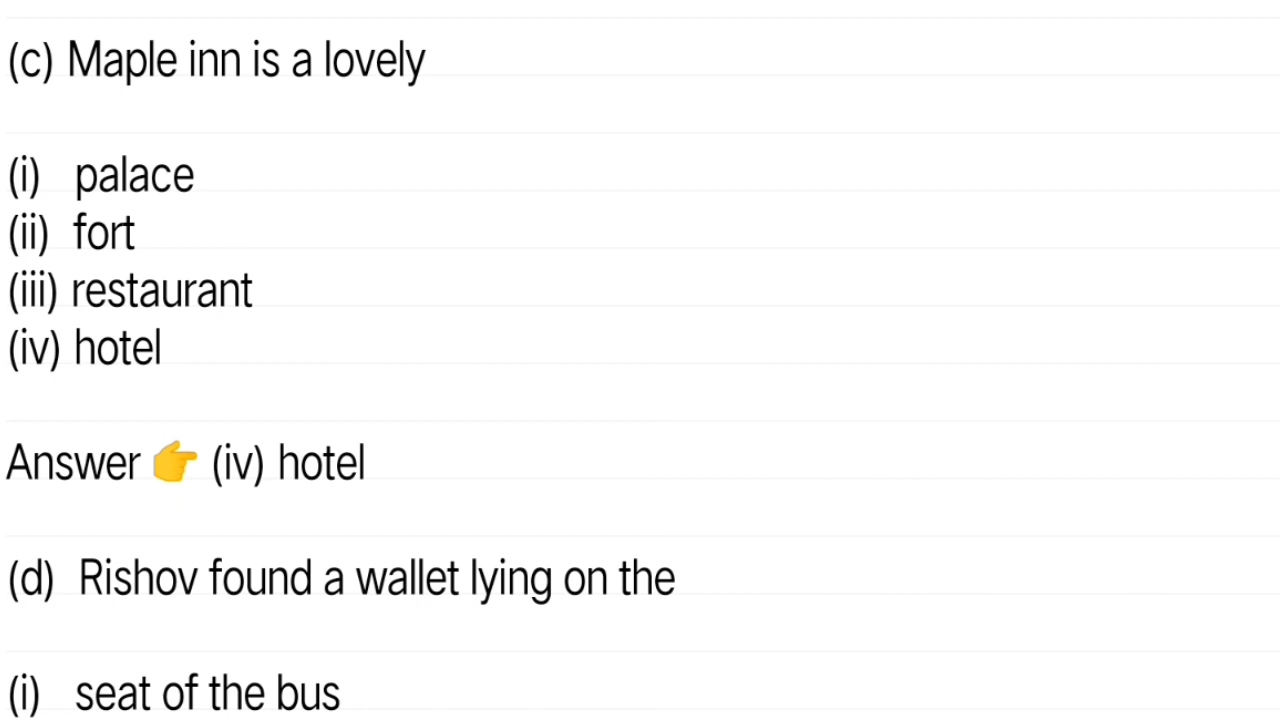 (c) Maple inn is a lovely
(i) palace
(ii) fort
(iii) restaurant
(iv) hotel
Answer 👉 (iv) hotel
(d) Rishov found a wallet lying on the
(i) seat of the bus